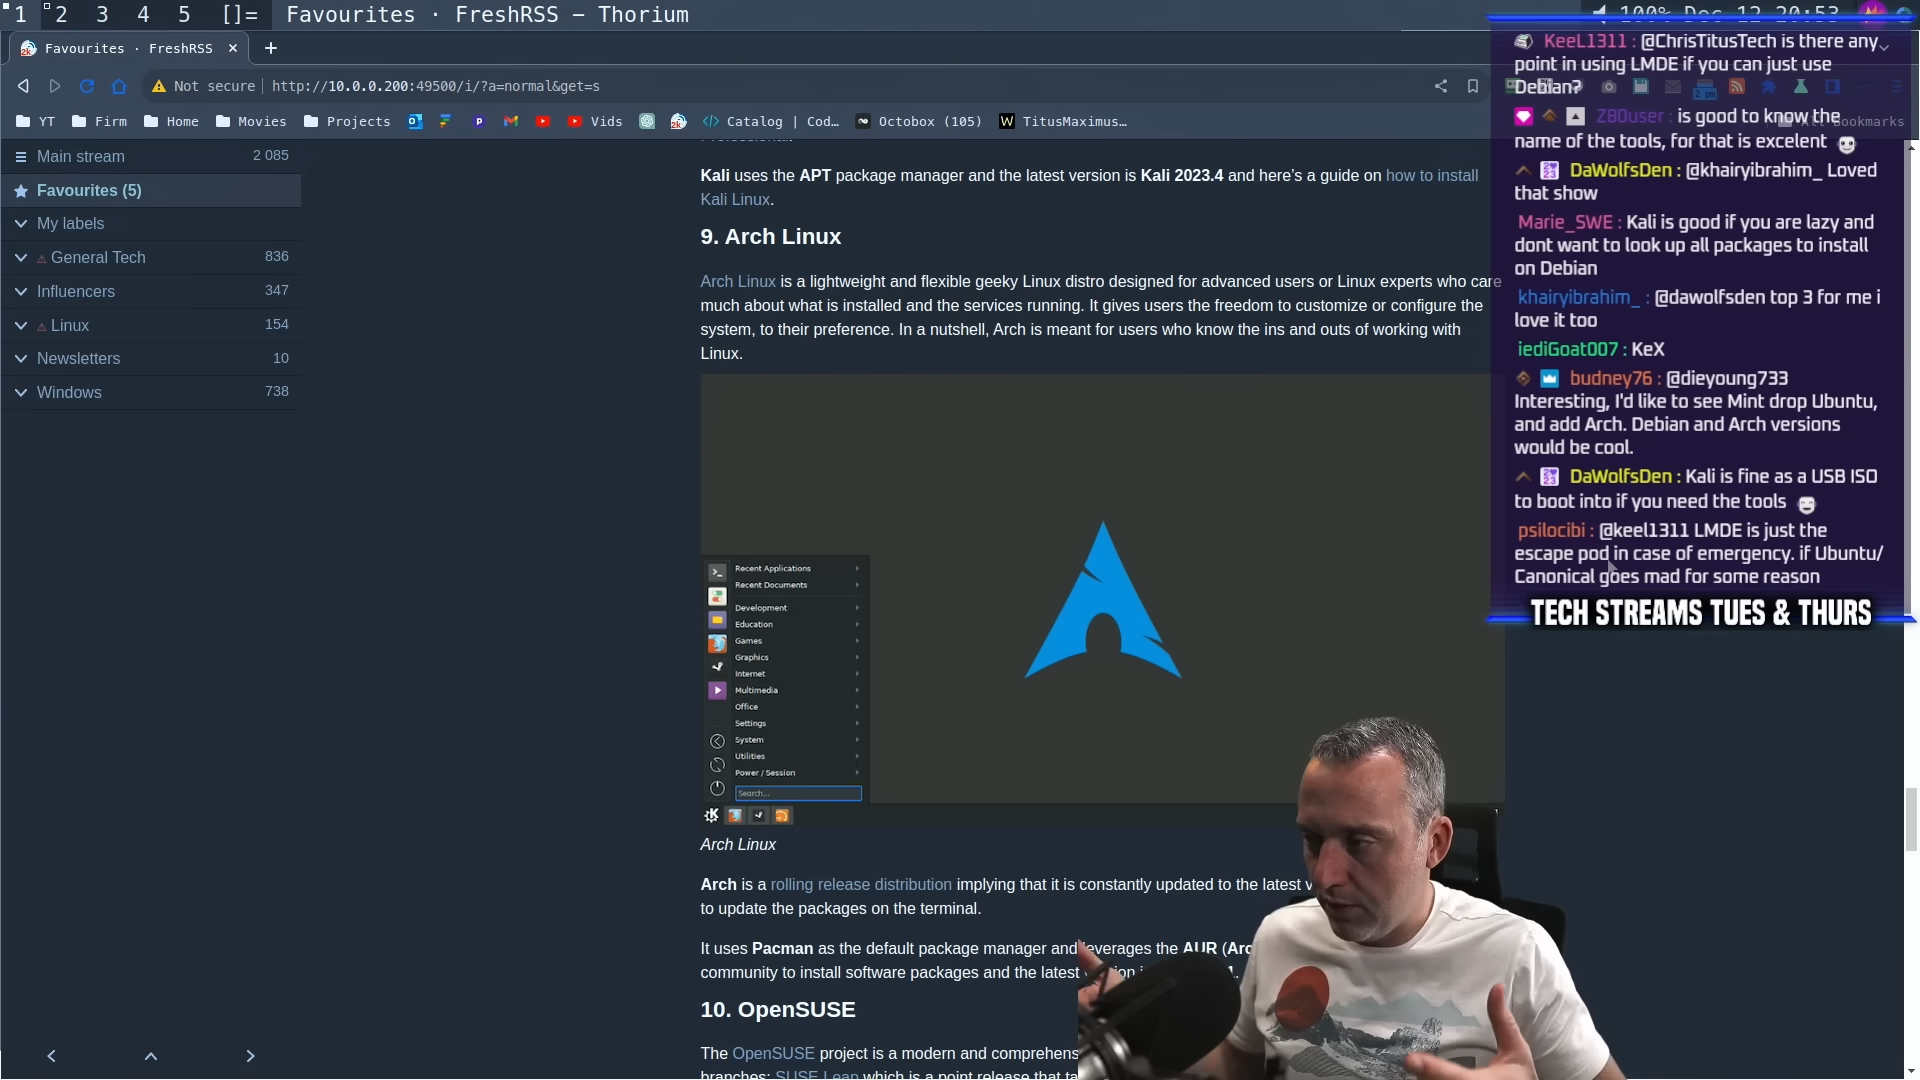 1 2 3 4 5 []= Favourites · FreshRSS – Thorium
100% Dec 12 20:53
Favourites · FreshRSS
Not secure http://10.0.0.200:49500/i/?a=normal&get=s
YT Firm Home Movies Projects Vids Catalog | Cod… Octobox (105) TitusMaximus…
Main stream 2 085
Favourites (5)
My labels
General Tech 836
Influencers 347
Linux 154
Newsletters 10
Windows 738
Kali uses the APT package manager and the latest version is Kali 2023.4 and here's a guide on how to install
Kali Linux.
9. Arch Linux
Arch Linux is a lightweight and flexible geeky Linux distro designed for advanced users or Linux experts who care
much about what is installed and the services running. It gives users the freedom to customize or configure the
system, to their preference. In a nutshell, Arch is meant for users who know the ins and outs of working with
Linux.
Recent Applications
Recent Documents
Development
Education
Games
Graphics
Internet
Multimedia
Office
Settings
System
Utilities
Power / Session
Search...
Arch Linux
Arch is a rolling release distribution implying that it is constantly updated to the latest
to update the packages on the terminal.
It uses Pacman as the default package manager and leverages the AUR
community to install software packages and the latest
10. OpenSUSE
The OpenSUSE project is a modern and
branches: SUSE Leap which is a point release that
KeeL1311 : @ChrisTitusTech is there any
point in using LMDE if you can just use
Debian?
Z80user : is good to know the
name of the tools, for that is excelent
DaWolfsDen : @khairyibrahim_ Loved
that show
Marie_SWE : Kali is good if you are lazy and
dont want to look up all packages to install
on Debian
khairyibrahim_ : @dawolfsden top 3 for me i
love it too
iediGoat007 : KeX
budney76 : @dieyoung733
Interesting, I'd like to see Mint drop Ubuntu,
and add Arch. Debian and Arch versions
would be cool.
DaWolfsDen : Kali is fine as a USB ISO
to boot into if you need the tools
psilocibi : @keel1311 LMDE is just the
escape pod in case of emergency. if Ubuntu/
Canonical goes mad for some reason
TECH STREAMS TUES & THURS